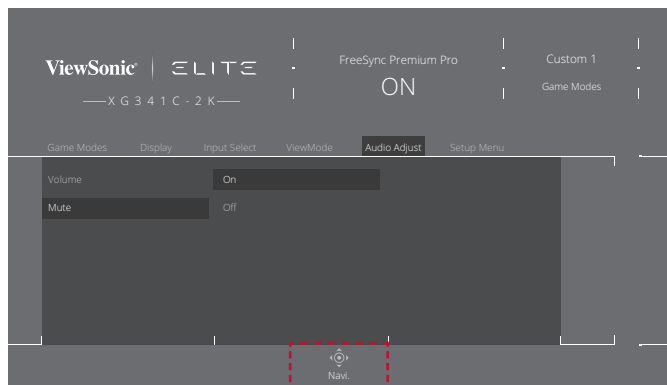 ViewSonic ELITE
XG341C-2K
FreeSync Premium Pro
ON
Custom 1
Game Modes
Game Modes Display Input Select ViewMode Audio Adjust Setup Menu
Volume On
Mute Off
Navi.